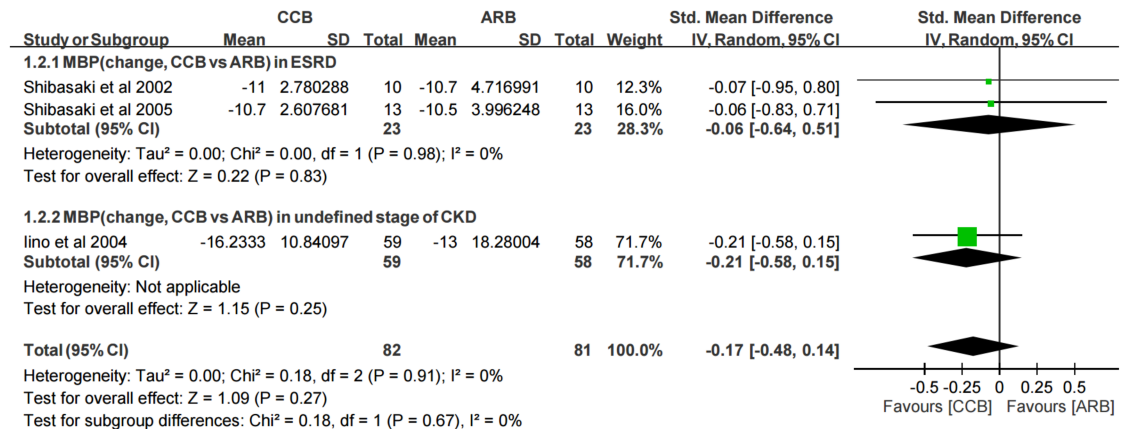 CCB ARB Std. Mean Difference Std. Mean Difference
Study or Subgroup Mean SD Total Mean SD Total Weight IV, Random, 95% CI IV, Random, 95% CI
1.2.1 MBP(change, CCB vs ARB) in ESRD
Shibasaki et al 2002 -11 2.780288 10 -10.7 4.716991 10 12.3% -0.07 [-0.95, 0.80]
Shibasaki et al 2005 -10.7 2.607681 13 -10.5 3.996248 13 16.0% -0.06 [-0.83, 0.71]
Subtotal (95% CI) 23 23 28.3% -0.06 [-0.64, 0.51]
Heterogeneity: Tau² = 0.00; Chi² = 0.00, df = 1 (P = 0.98); I² = 0%
Test for overall effect: Z = 0.22 (P = 0.83)
1.2.2 MBP(change, CCB vs ARB) in undefined stage of CKD
Iino et al 2004 -16.2333 10.84097 59 -13 18.28004 58 71.7% -0.21 [-0.58, 0.15]
Subtotal (95% CI) 59 58 71.7% -0.21 [-0.58, 0.15]
Heterogeneity: Not applicable
Test for overall effect: Z = 1.15 (P = 0.25)
Total (95% CI) 82 81 100.0% -0.17 [-0.48, 0.14]
Heterogeneity: Tau² = 0.00; Chi² = 0.18, df = 2 (P = 0.91); I² = 0%
Test for overall effect: Z = 1.09 (P = 0.27)
Test for subgroup differences: Chi² = 0.18, df = 1 (P = 0.67), I² = 0%
-0.5 -0.25 0 0.25 0.5
Favours [CCB] Favours [ARB]